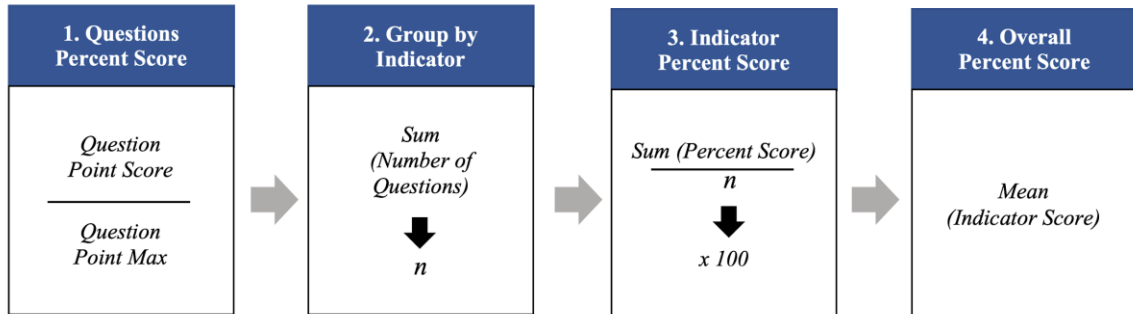 1. Questions
Percent Score
Question
Point Score
Question
Point Max
2. Group by
Indicator
Sum
(Number of
Questions)
n
3. Indicator
Percent Score
Sum (Percent Score)
n
x 100
4. Overall
Percent Score
Mean
(Indicator Score)